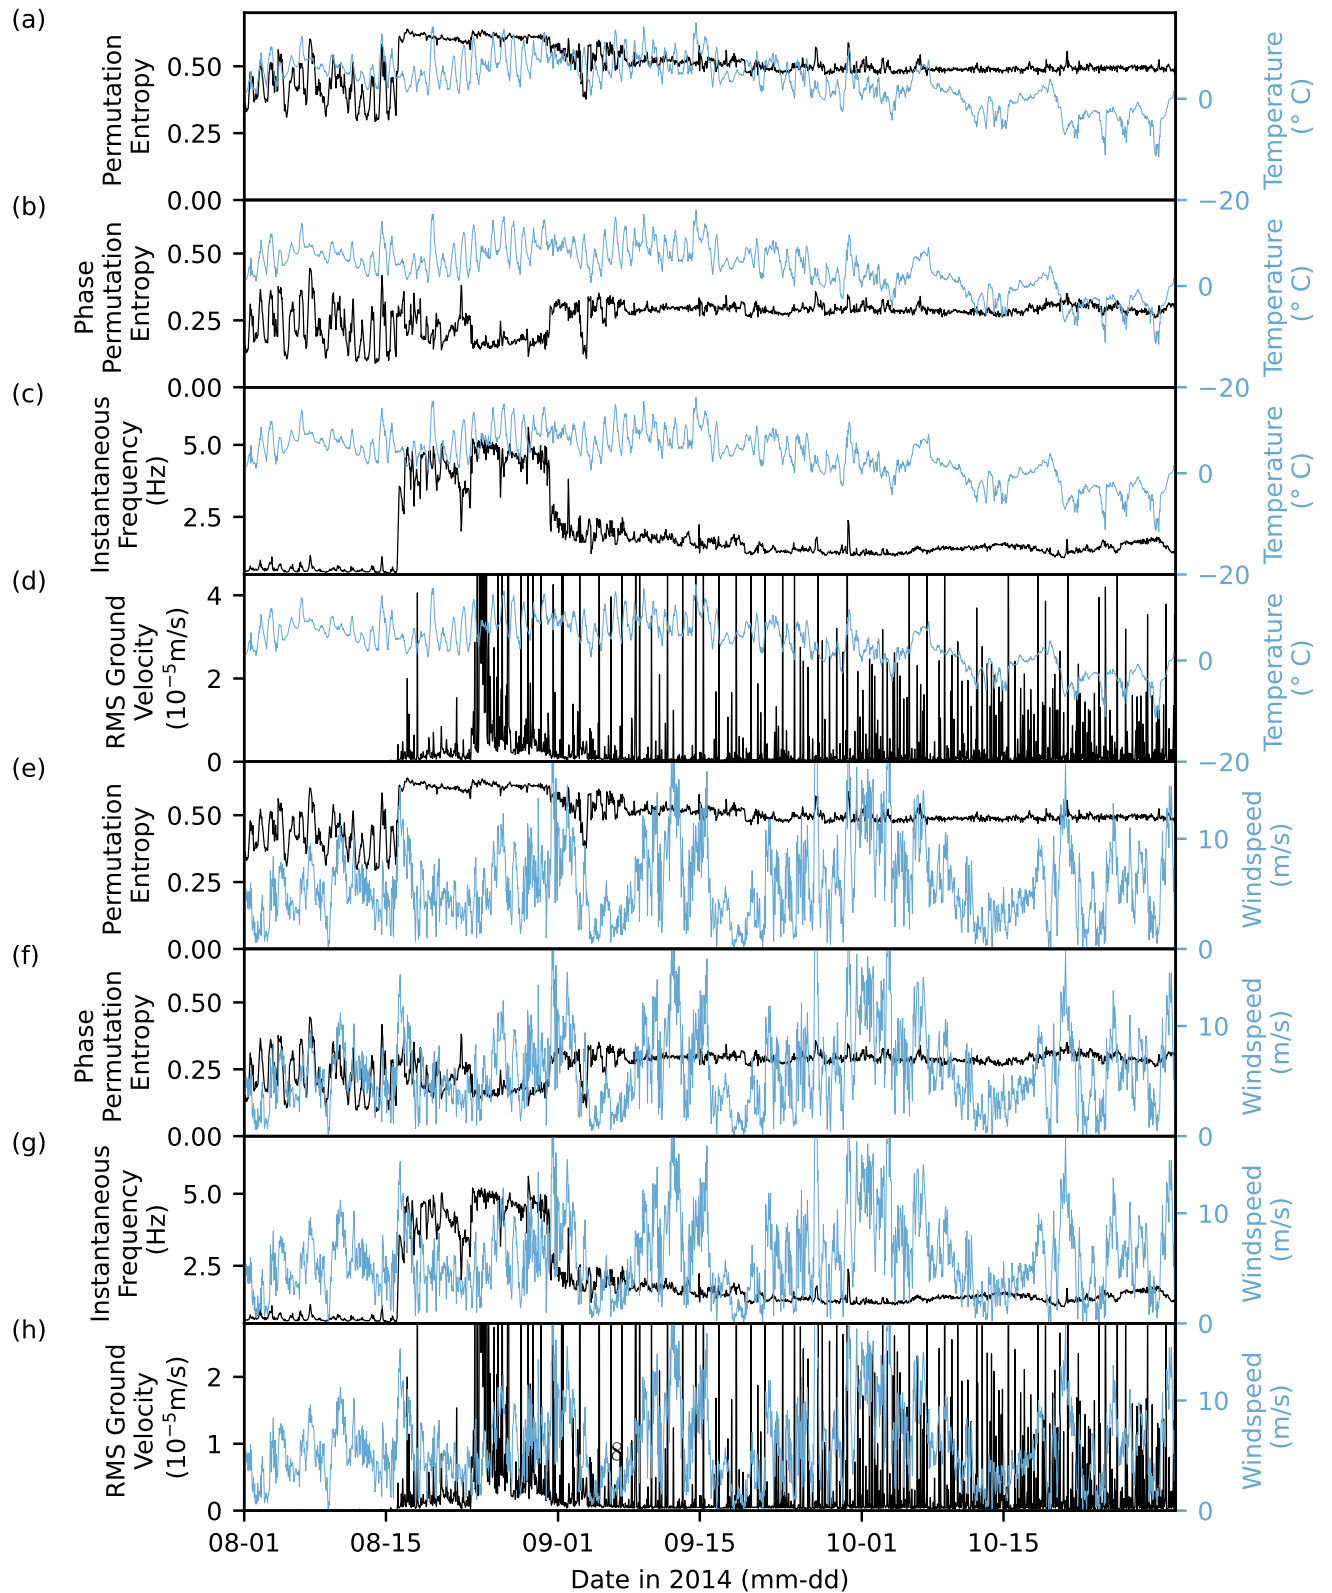 (a)
Permutation
Entropy
0.50
0.25
0.00
0
−20
Temperature
(° C)
(b)
Phase
Permutation
Entropy
0.50
0.25
0.00
0
−20
Temperature
(° C)
(c)
Instantaneous
Frequency
(Hz)
5.0
2.5
0
−20
Temperature
(° C)
(d)
RMS Ground
Velocity
(10⁻⁵m/s)
4
2
0
0
−20
Temperature
(° C)
(e)
Permutation
Entropy
0.50
0.25
0.00
10
0
Windspeed
(m/s)
(f)
Phase
Permutation
Entropy
0.50
0.25
0.00
10
0
Windspeed
(m/s)
(g)
Instantaneous
Frequency
(Hz)
5.0
2.5
10
0
Windspeed
(m/s)
(h)
RMS Ground
Velocity
(10⁻⁵m/s)
2
1
0
10
0
Windspeed
(m/s)
8
08-01 08-15 09-01 09-15 10-01 10-15
Date in 2014 (mm-dd)